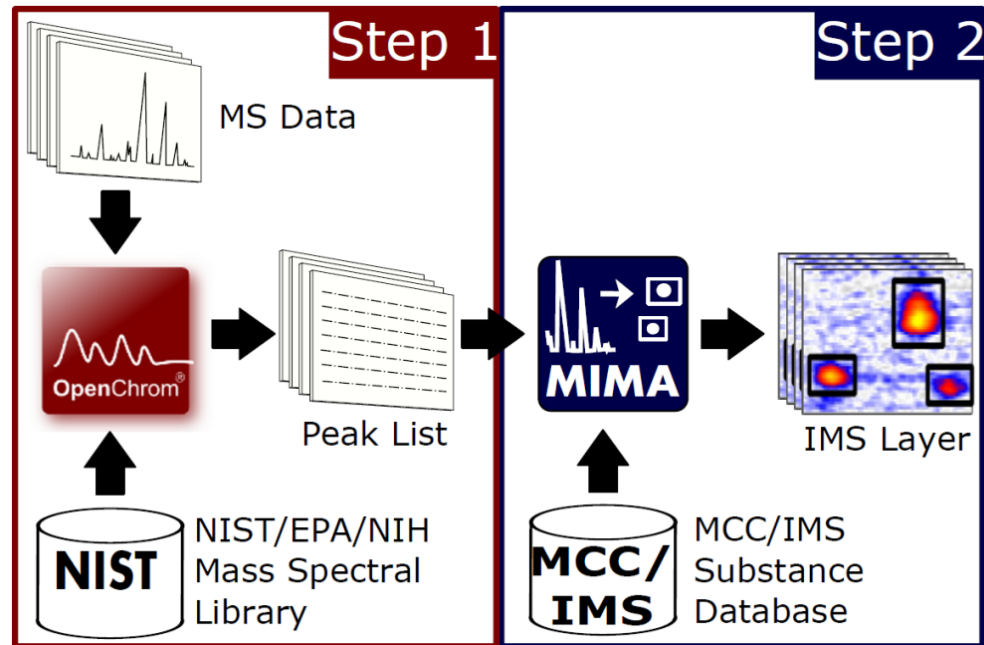 Step 1
MS Data
OpenChrom®
Peak List
NIST
NIST/EPA/NIH
Mass Spectral
Library
Step 2
MIMA
IMS Layer
MCC/
IMS
MCC/IMS
Substance
Database